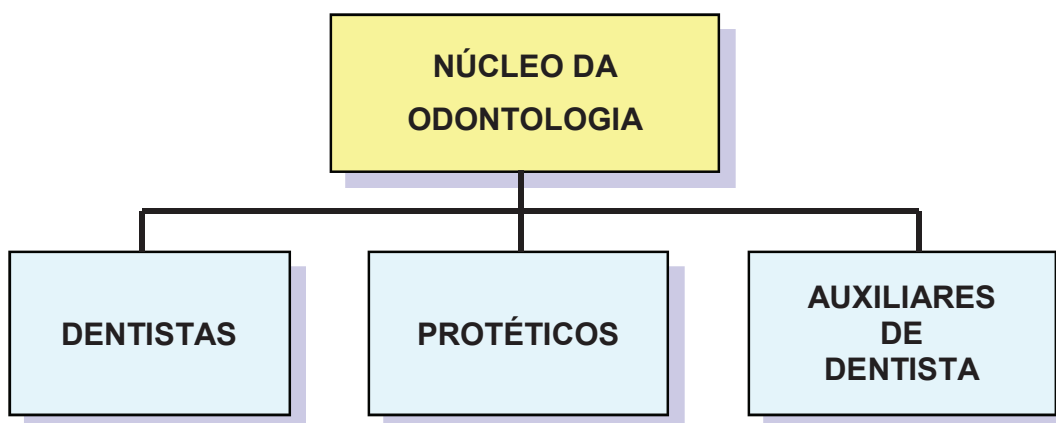 NÚCLEO DA
ODONTOLOGIA
DENTISTAS
PROTÉTICOS
AUXILIARES
DE
DENTISTA